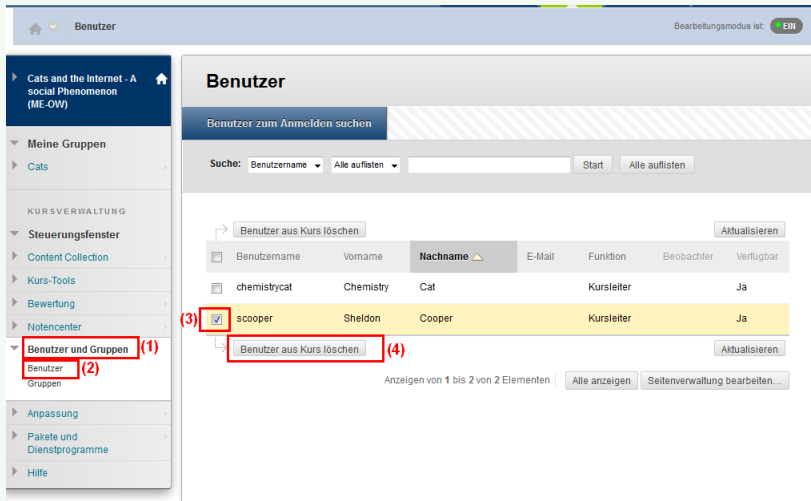 Benutzer
Bearbeitungsmodus ist: EIN
Cats and the Internet - A
social Phenomenon
(ME-OW)
Meine Gruppen
Cats
KURSVERWALTUNG
Steuerungsfenster
Content Collection
Kurs-Tools
Bewertung
Notencenter
Benutzer und Gruppen (1)
Benutzer (2)
Gruppen
Anpassung
Pakete und
Dienstprogramme
Hilfe
Benutzer
Benutzer zum Anmelden suchen
Suche: Benutzername Alle auflisten Start Alle auflisten
Benutzer aus Kurs löschen Aktualisieren
Benutzername Vorname Nachname E-Mail Funktion Beobachter Verfügbar
chemistrycat Chemistry Cat Kursleiter Ja
(3) scooper Sheldon Cooper Kursleiter Ja
Benutzer aus Kurs löschen (4) Aktualisieren
Anzeigen von 1 bis 2 von 2 Elementen Alle anzeigen Seitenverwaltung bearbeiten...